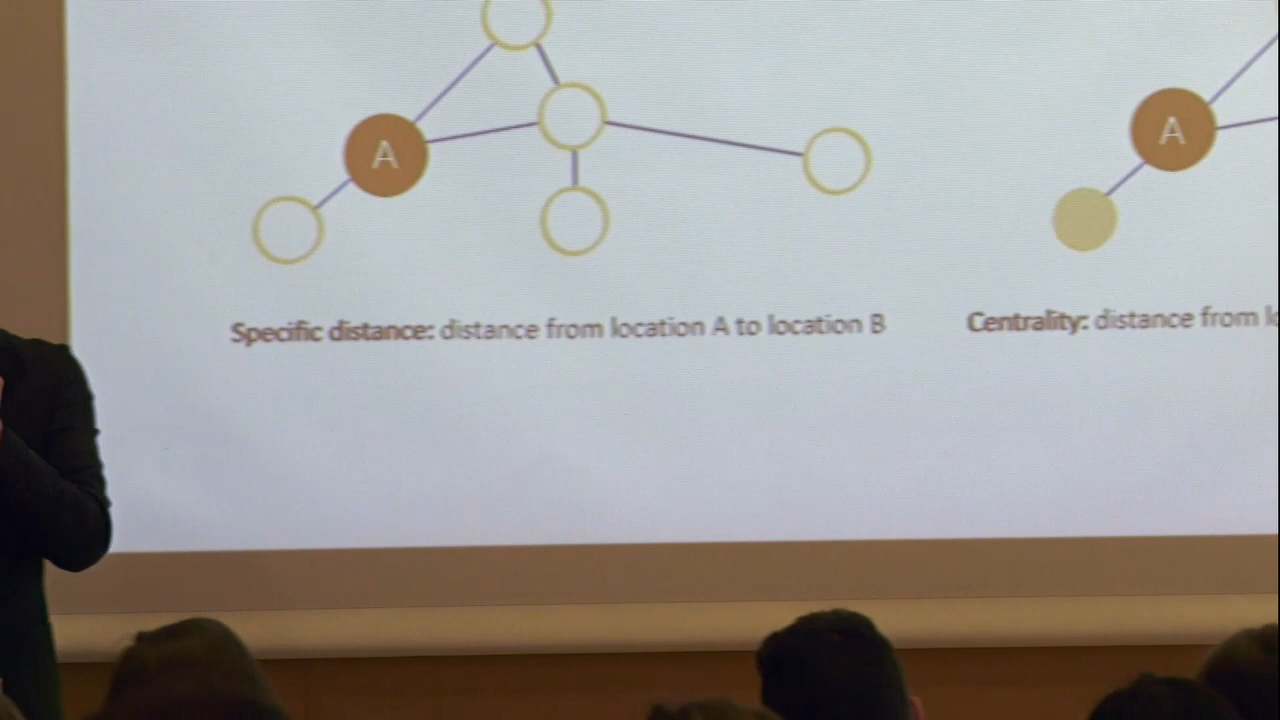 A
A
Specific distance: distance from location A to location B
Centrality: distance from